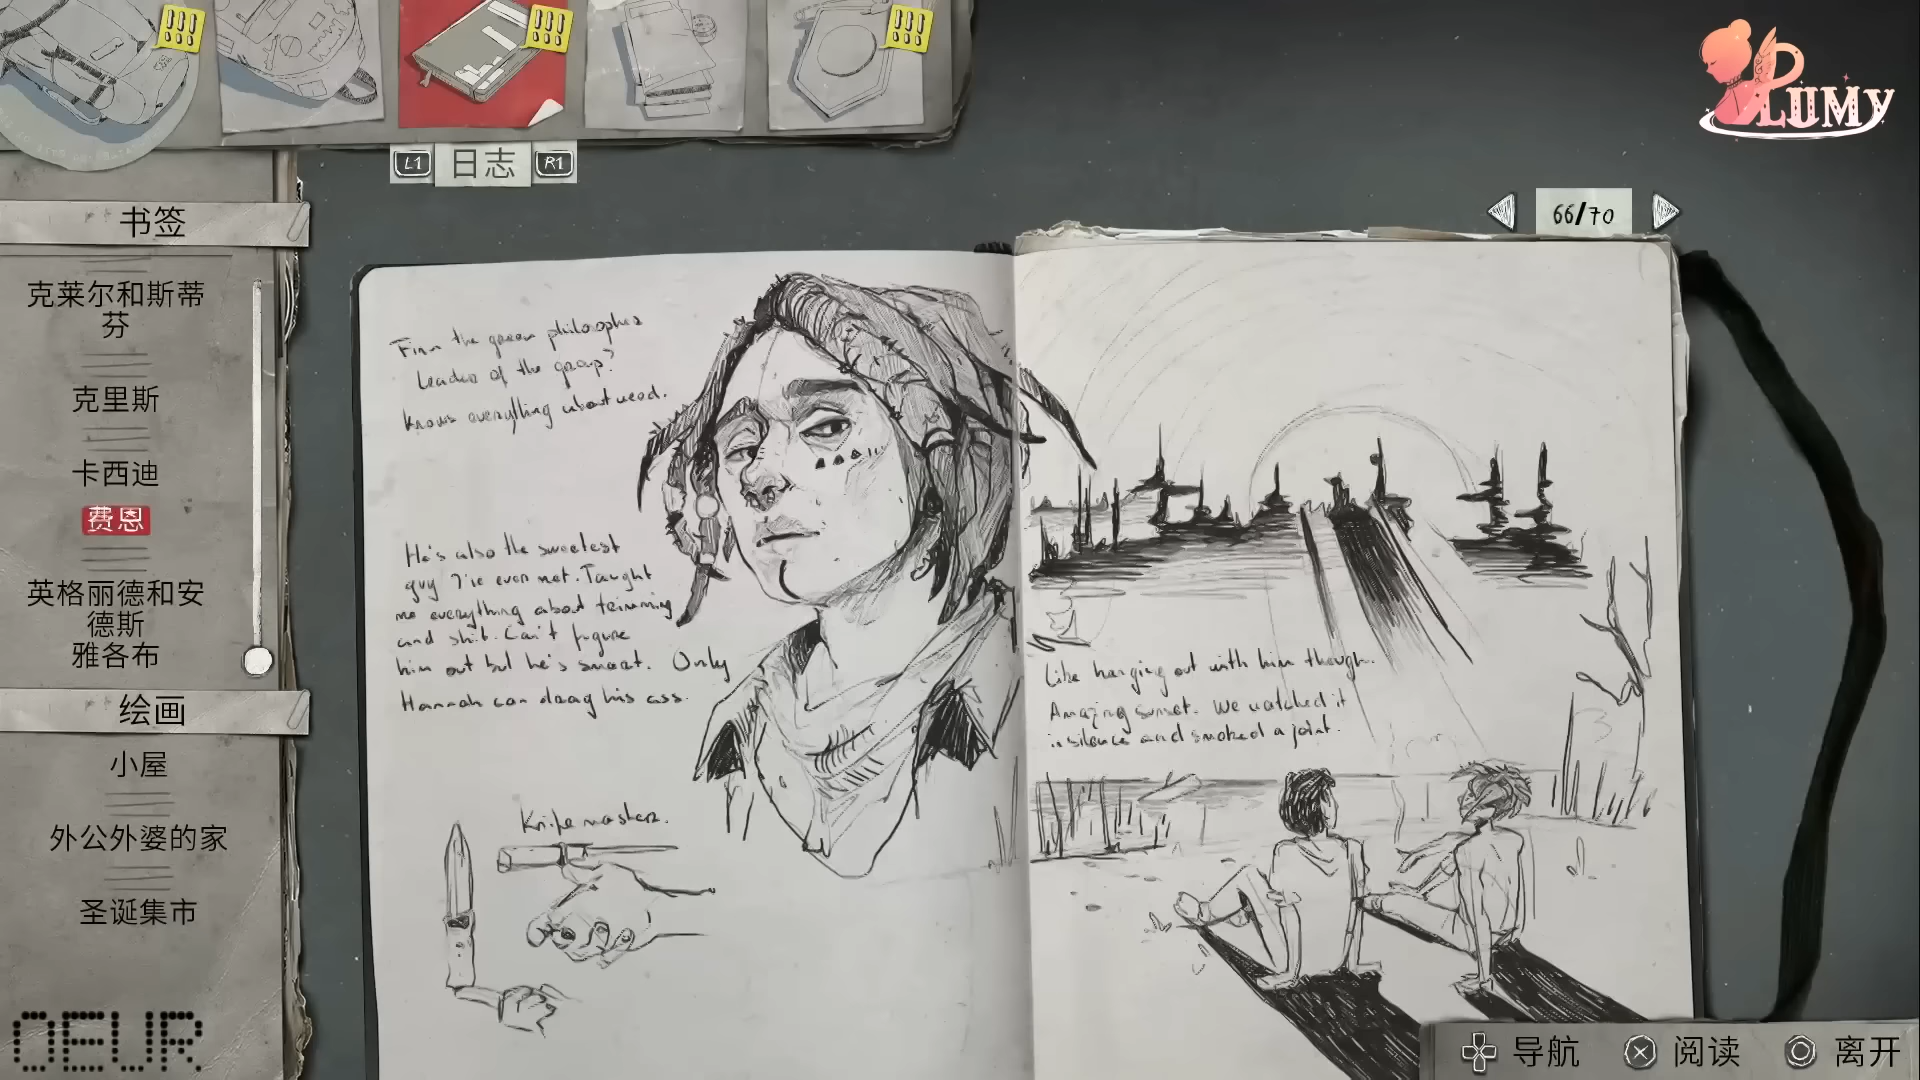 PLUMY
L1 日志 R1
66/70
书签
克莱尔和斯蒂
芬
克里斯
卡西迪
费恩
英格丽德和安
德斯
雅各布
绘画
小屋
外公外婆的家
圣诞集市
Finn the green philosopher
Leader of the group?
Knows everything about weed.
He's also the sweetest
guy I've ever met. Taught
me everything about trimming
and shit. Can't figure
him out but he's smart. Only
Hannah can drag his ass.
Knife master.
Like hanging out with him though.
Amazing sunset. We watched it
in silence and smoked a joint.
OEUR
导航 阅读 离开